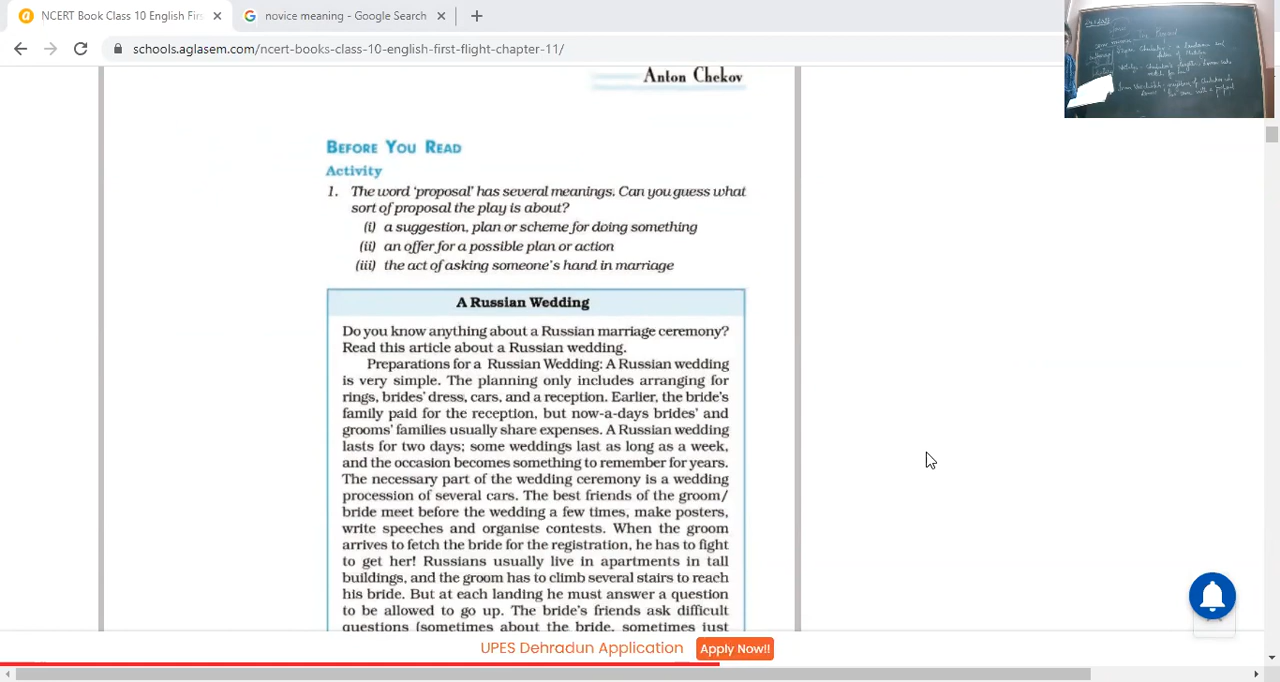 NCERT Book Class 10 English Firs
novice meaning - Google Search
schools.aglasem.com/ncert-books-class-10-english-first-flight-chapter-11/
Anton Chekov
BEFORE YOU READ
Activity
1. The word 'proposal' has several meanings. Can you guess what
sort of proposal the play is about?
(i) a suggestion, plan or scheme for doing something
(ii) an offer for a possible plan or action
(iii) the act of asking someone's hand in marriage
A Russian Wedding
Do you know anything about a Russian marriage ceremony?
Read this article about a Russian wedding.
Preparations for a Russian Wedding: A Russian wedding
is very simple. The planning only includes arranging for
rings, brides' dress, cars, and a reception. Earlier, the bride's
family paid for the reception, but now-a-days brides' and
grooms' families usually share expenses. A Russian wedding
lasts for two days; some weddings last as long as a week,
and the occasion becomes something to remember for years.
The necessary part of the wedding ceremony is a wedding
procession of several cars. The best friends of the groom/
bride meet before the wedding a few times, make posters,
write speeches and organise contests. When the groom
arrives to fetch the bride for the registration, he has to fight
to get her! Russians usually live in apartments in tall
buildings, and the groom has to climb several stairs to reach
his bride. But at each landing he must answer a question
to be allowed to go up. The bride's friends ask difficult
questions (sometimes about the bride, sometimes just
UPES Dehradun Application
Apply Now!!